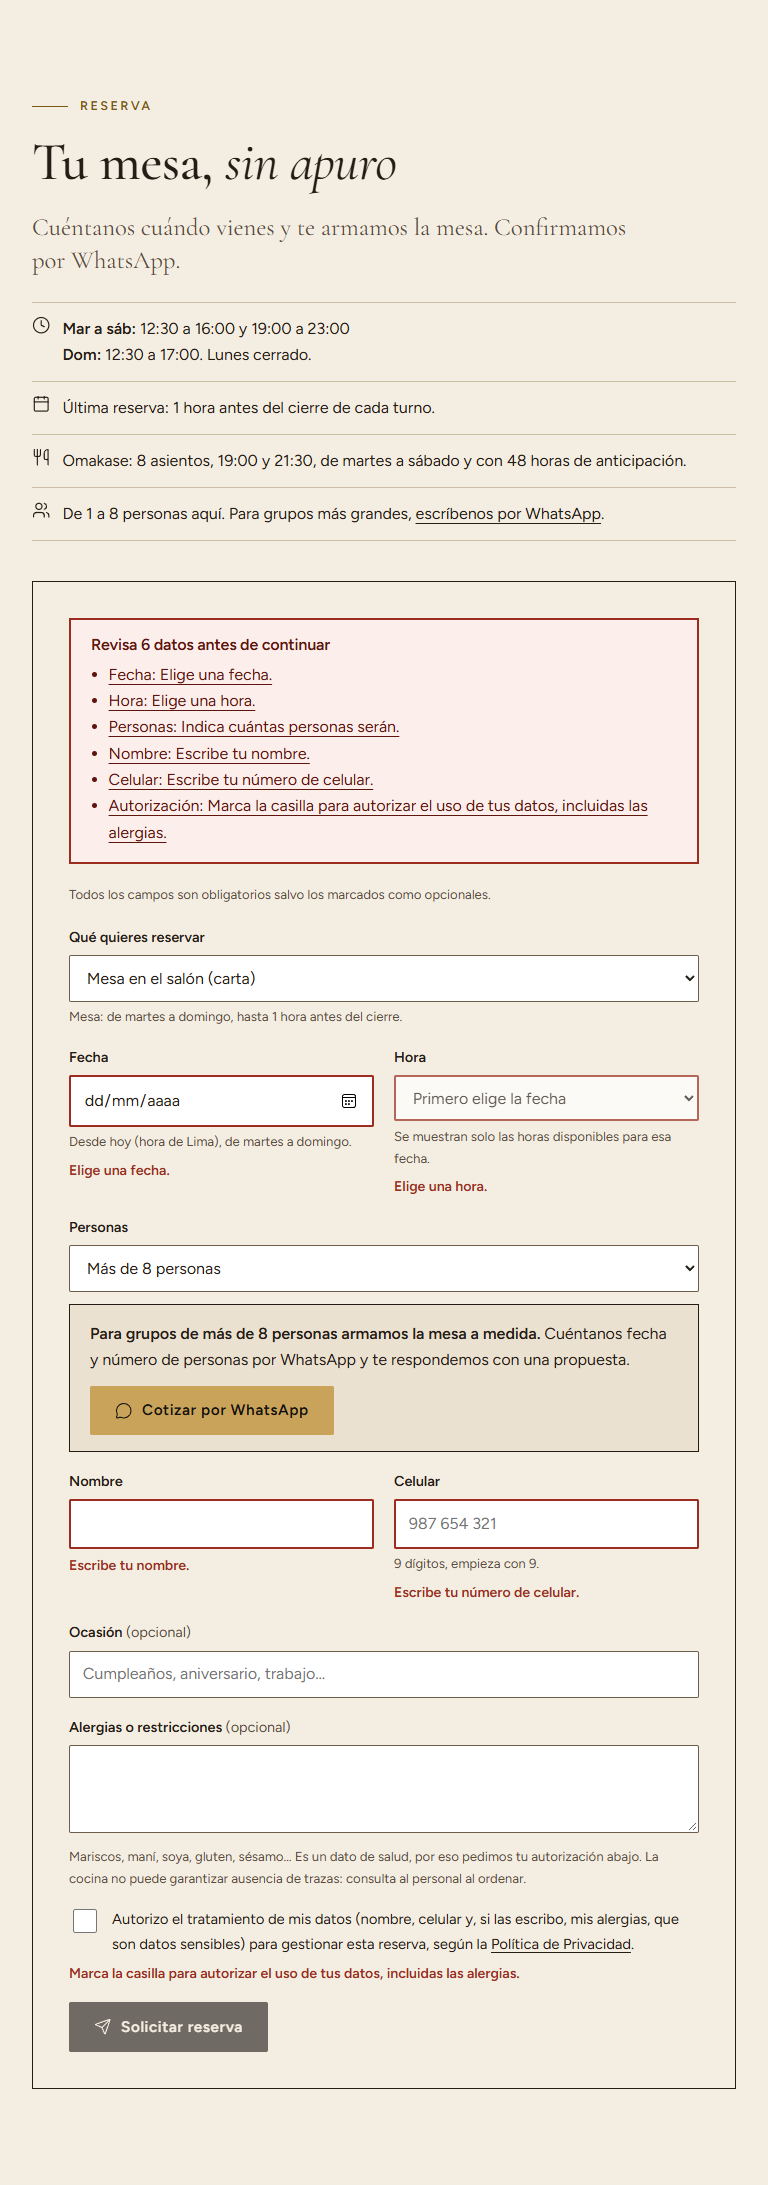 RESERVA
Tu mesa, sin apuro
Cuéntanos cuándo vienes y te armamos la mesa. Confirmamos
por WhatsApp.
Mar a sáb: 12:30 a 16:00 y 19:00 a 23:00
Dom: 12:30 a 17:00. Lunes cerrado.
Última reserva: 1 hora antes del cierre de cada turno.
Omakase: 8 asientos, 19:00 y 21:30, de martes a sábado y con 48 horas de anticipación.
De 1 a 8 personas aquí. Para grupos más grandes, escríbenos por WhatsApp.
Revisa 6 datos antes de continuar
• Fecha: Elige una fecha.
• Hora: Elige una hora.
• Personas: Indica cuántas personas serán.
• Nombre: Escribe tu nombre.
• Celular: Escribe tu número de celular.
• Autorización: Marca la casilla para autorizar el uso de tus datos, incluidas las
alergias.
Todos los campos son obligatorios salvo los marcados como opcionales.
Qué quieres reservar
Mesa en el salón (carta)
Mesa: de martes a domingo, hasta 1 hora antes del cierre.
Fecha
dd/mm/aaaa
Desde hoy (hora de Lima), de martes a domingo.
Elige una fecha.
Hora
Primero elige la fecha
Se muestran solo las horas disponibles para esa
fecha.
Elige una hora.
Personas
Más de 8 personas
Para grupos de más de 8 personas armamos la mesa a medida. Cuéntanos fecha
y número de personas por WhatsApp y te respondemos con una propuesta.
Cotizar por WhatsApp
Nombre
Escribe tu nombre.
Celular
987 654 321
9 dígitos, empieza con 9.
Escribe tu número de celular.
Ocasión (opcional)
Cumpleaños, aniversario, trabajo...
Alergias o restricciones (opcional)
Mariscos, maní, soya, gluten, sésamo... Es un dato de salud, por eso pedimos tu autorización abajo. La
cocina no puede garantizar ausencia de trazas: consulta al personal al ordenar.
Autorizo el tratamiento de mis datos (nombre, celular y, si las escribo, mis alergias, que
son datos sensibles) para gestionar esta reserva, según la Política de Privacidad.
Marca la casilla para autorizar el uso de tus datos, incluidas las alergias.
Solicitar reserva